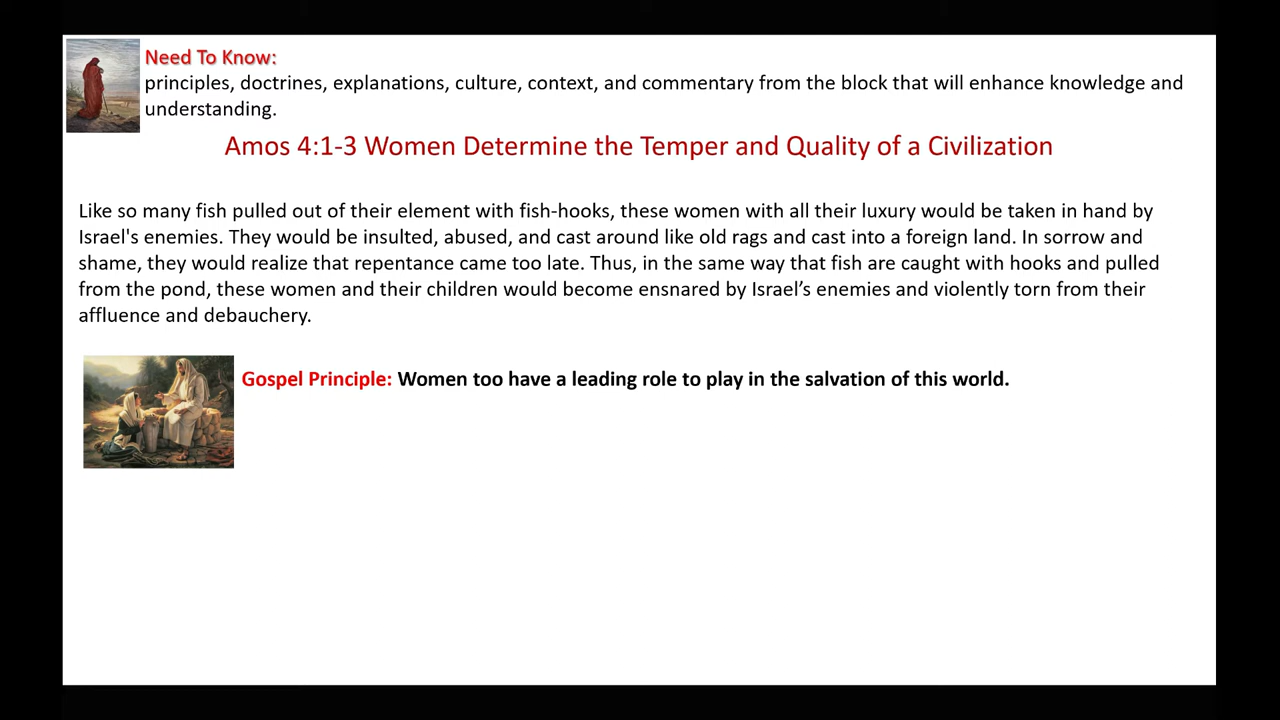 Need To Know:
principles, doctrines, explanations, culture, context, and commentary from the block that will enhance knowledge and
understanding.
Amos 4:1-3 Women Determine the Temper and Quality of a Civilization
Like so many fish pulled out of their element with fish-hooks, these women with all their luxury would be taken in hand by
Israel's enemies. They would be insulted, abused, and cast around like old rags and cast into a foreign land. In sorrow and
shame, they would realize that repentance came too late. Thus, in the same way that fish are caught with hooks and pulled
from the pond, these women and their children would become ensnared by Israel’s enemies and violently torn from their
affluence and debauchery.
Gospel Principle: Women too have a leading role to play in the salvation of this world.